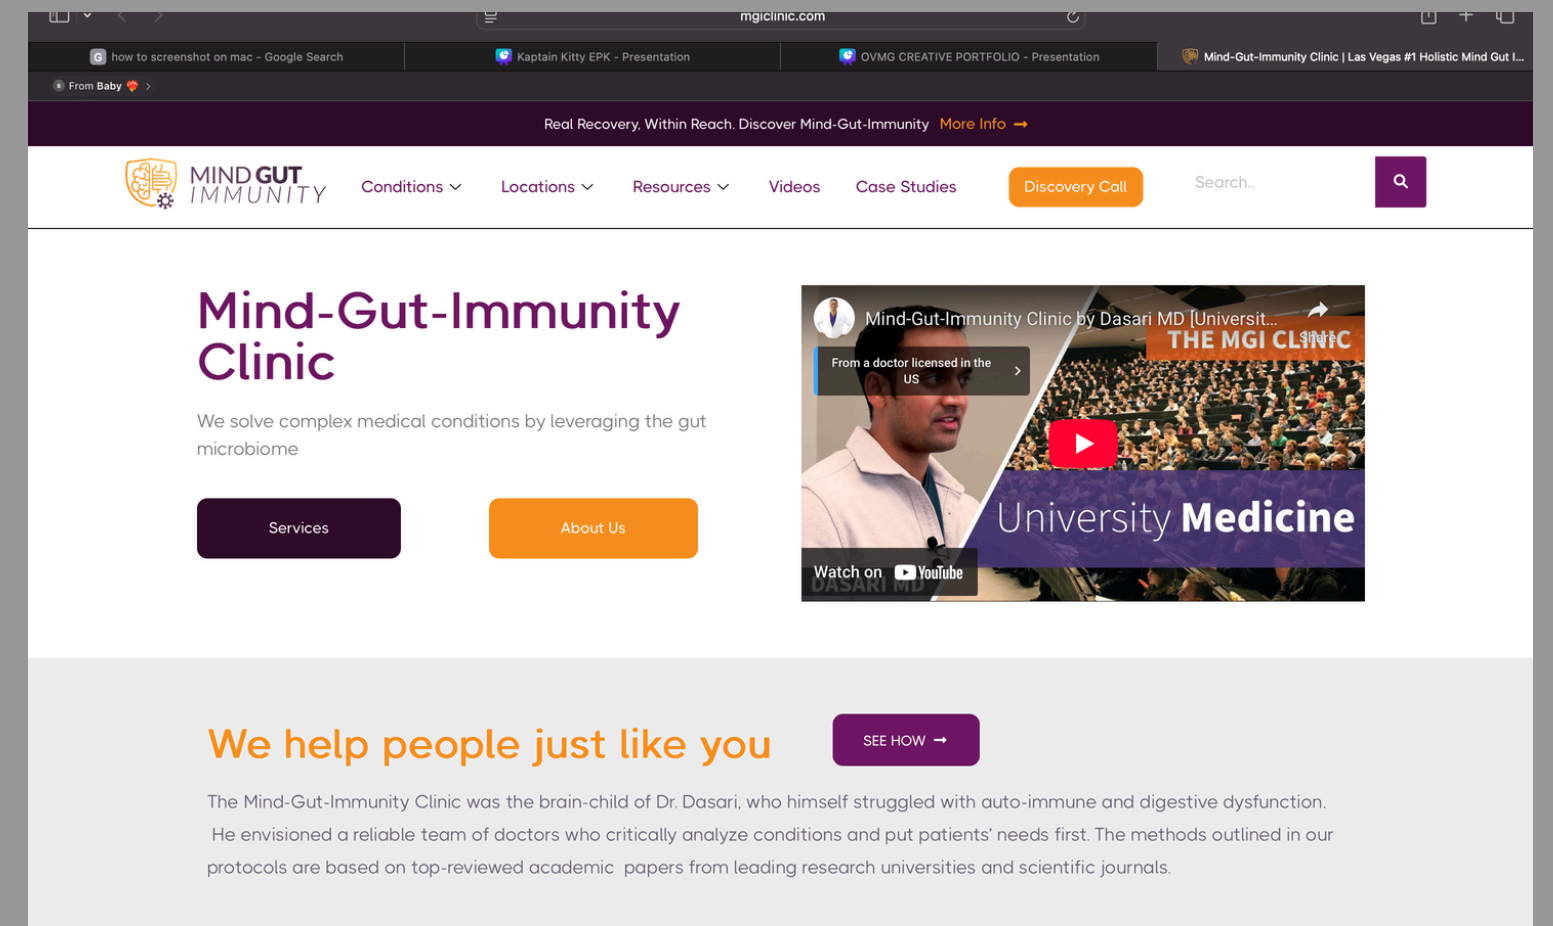 mgiclinic.com
G how to screenshot on mac - Google Search
Kaptain Kitty EPK - Presentation
OVMG CREATIVE PORTFOLIO - Presentation
Mind-Gut-Immunity Clinic | Las Vegas #1 Holistic Mind Gut I...
From Baby
Real Recovery, Within Reach. Discover Mind-Gut-Immunity More Info
MIND GUT
IMMUNITY
Conditions
Locations
Resources
Videos
Case Studies
Discovery Call
Search..
Mind-Gut-Immunity
Clinic
We solve complex medical conditions by leveraging the gut
microbiome
Services
About Us
Mind-Gut-Immunity Clinic by Dasari MD [Universit...
Share
THE MGI CLINIC
From a doctor licensed in the
US
University Medicine
Watch on YouTube
DASARI MD
We help people just like you
SEE HOW
The Mind-Gut-Immunity Clinic was the brain-child of Dr. Dasari, who himself struggled with auto-immune and digestive dysfunction.
He envisioned a reliable team of doctors who critically analyze conditions and put patients' needs first. The methods outlined in our
protocols are based on top-reviewed academic papers from leading research universities and scientific journals.